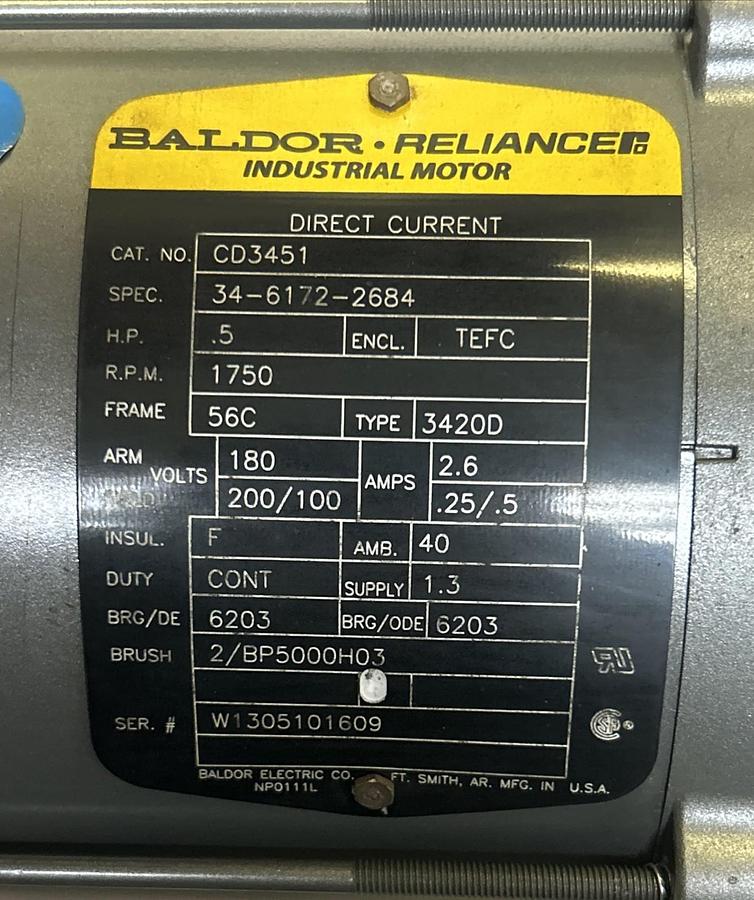 BALDOR • RELIANCE
INDUSTRIAL MOTOR
DIRECT CURRENT
CAT. NO. CD3451
SPEC. 34-6172-2684
H.P. .5 ENCL. TEFC
R.P.M. 1750
FRAME 56C TYPE 3420D
ARM 180 2.6
VOLTS AMPS
200/100 .25/.5
INSUL. F AMB. 40
DUTY CONT SUPPLY 1.3
BRG/DE 6203 BRG/ODE 6203
BRUSH 2/BP5000H03
SER. # W1305101609
BALDOR ELECTRIC CO. FT. SMITH, AR. MFG. IN U.S.A.
NP0111L